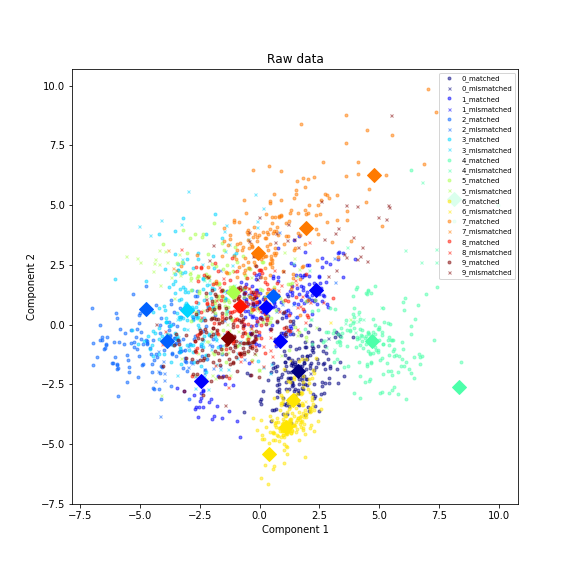 Raw data
10.0
7.5
5.0
2.5
0.0
−2.5
−5.0
−7.5
Component 2
−7.5 −5.0 −2.5 0.0 2.5 5.0 7.5 10.0
Component 1
0_matched
0_mismatched
1_matched
1_mismatched
2_matched
2_mismatched
3_matched
3_mismatched
4_matched
4_mismatched
5_matched
5_mismatched
6_matched
6_mismatched
7_matched
7_mismatched
8_matched
8_mismatched
9_matched
9_mismatched